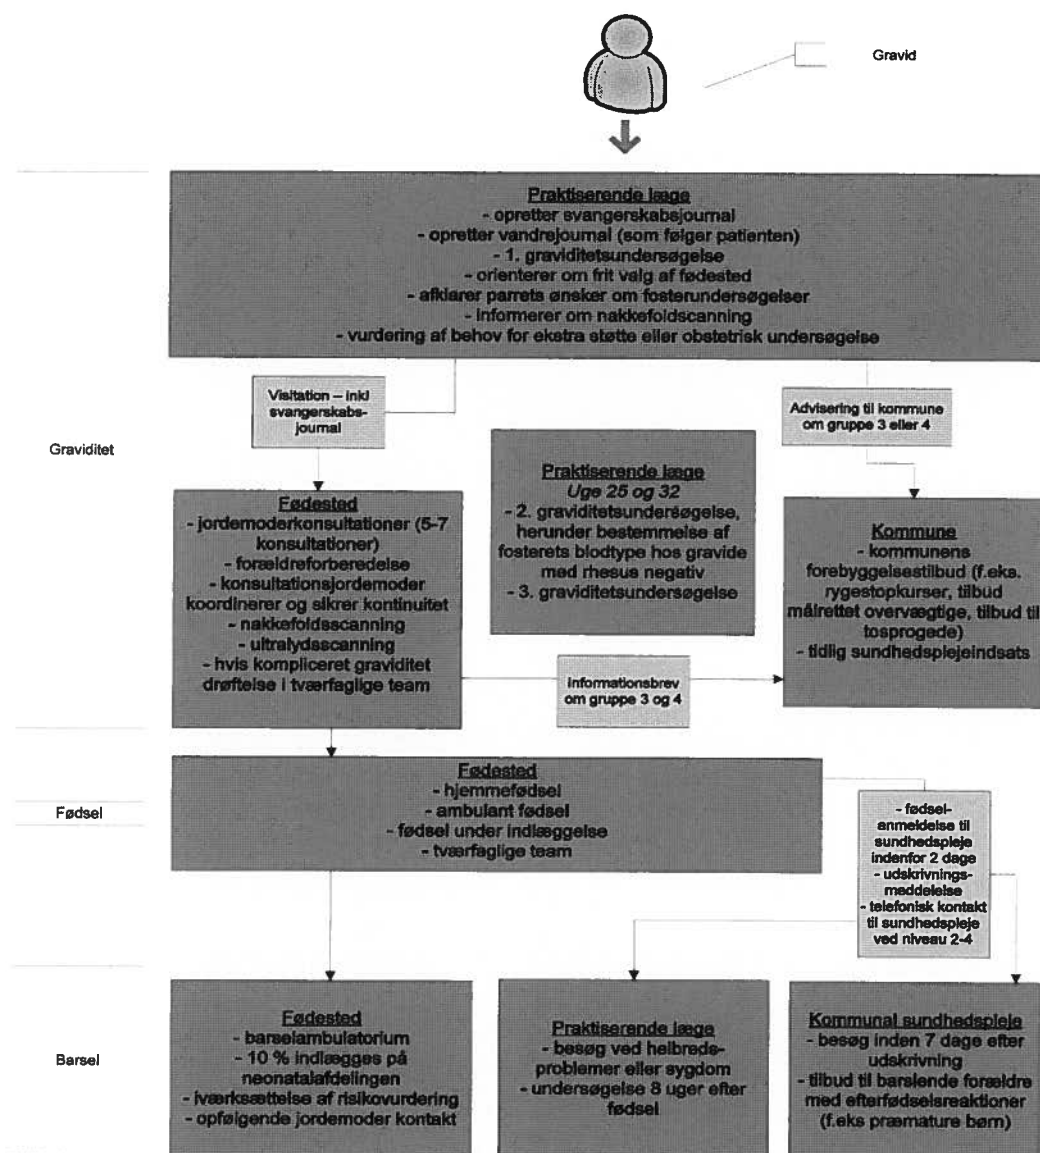 Gravid
Praktiserende læge
- opretter svangerskabsjournal
- opretter vandrejournal (som følger patienten)
- 1. graviditetsundersøgelse
- orienterer om frit valg af fødested
- afklarer parrets ønsker om fosterundersøgelser
- informerer om nakkefoldscanning
- vurdering af behov for ekstra støtte eller obstetrisk undersøgelse
Graviditet
Visitation – inkl
svangerskabs-
journal
Advisering til kommune
om gruppe 3 eller 4
Fødested
- jordemoderkonsultationer (5-7
konsultationer)
- forældreforberedelse
- konsultationsjordemoder
koordinerer og sikrer kontinuitet
- nakkefoldsscanning
- ultralydsscanning
- hvis kompliceret graviditet
drøftelse i tværfaglige team
Praktiserende læge
Uge 25 og 32
- 2. graviditetsundersøgelse,
herunder bestemmelse af
fosterets blodtype hos gravide
med rhesus negativ
- 3. graviditetsundersøgelse
Kommune
- kommunens
forebyggelsestilbud (f.eks.
rygestopkurser, tilbud
målrettet overvægtige, tilbud til
tosprogede)
- tidlig sundhedsplejeindsats
Informationsbrev
om gruppe 3 og 4
Fødsel
Fødested
- hjemmefødsel
- ambulant fødsel
- fødsel under indlæggelse
- tværfaglige team
- fødsel-
anmeldelse til
sundhedspleje
indenfor 2 dage
- udskrivnings-
meddelelse
- telefonisk kontakt
til sundhedspleje
ved niveau 2-4
Barsel
Fødested
- barselambulatorium
- 10 % indlægges på
neonatalafdelingen
- iværksættelse af risikovurdering
- opfølgende jordemoder kontakt
Praktiserende læge
- besøg ved helbreds-
problemer eller sygdom
- undersøgelse 8 uger efter
fødsel
Kommunal sundhedspleje
- besøg inden 7 dage efter
udskrivning
- tilbud til barslende forældre
med efterfødselsreaktioner
(f.eks præmature børn)